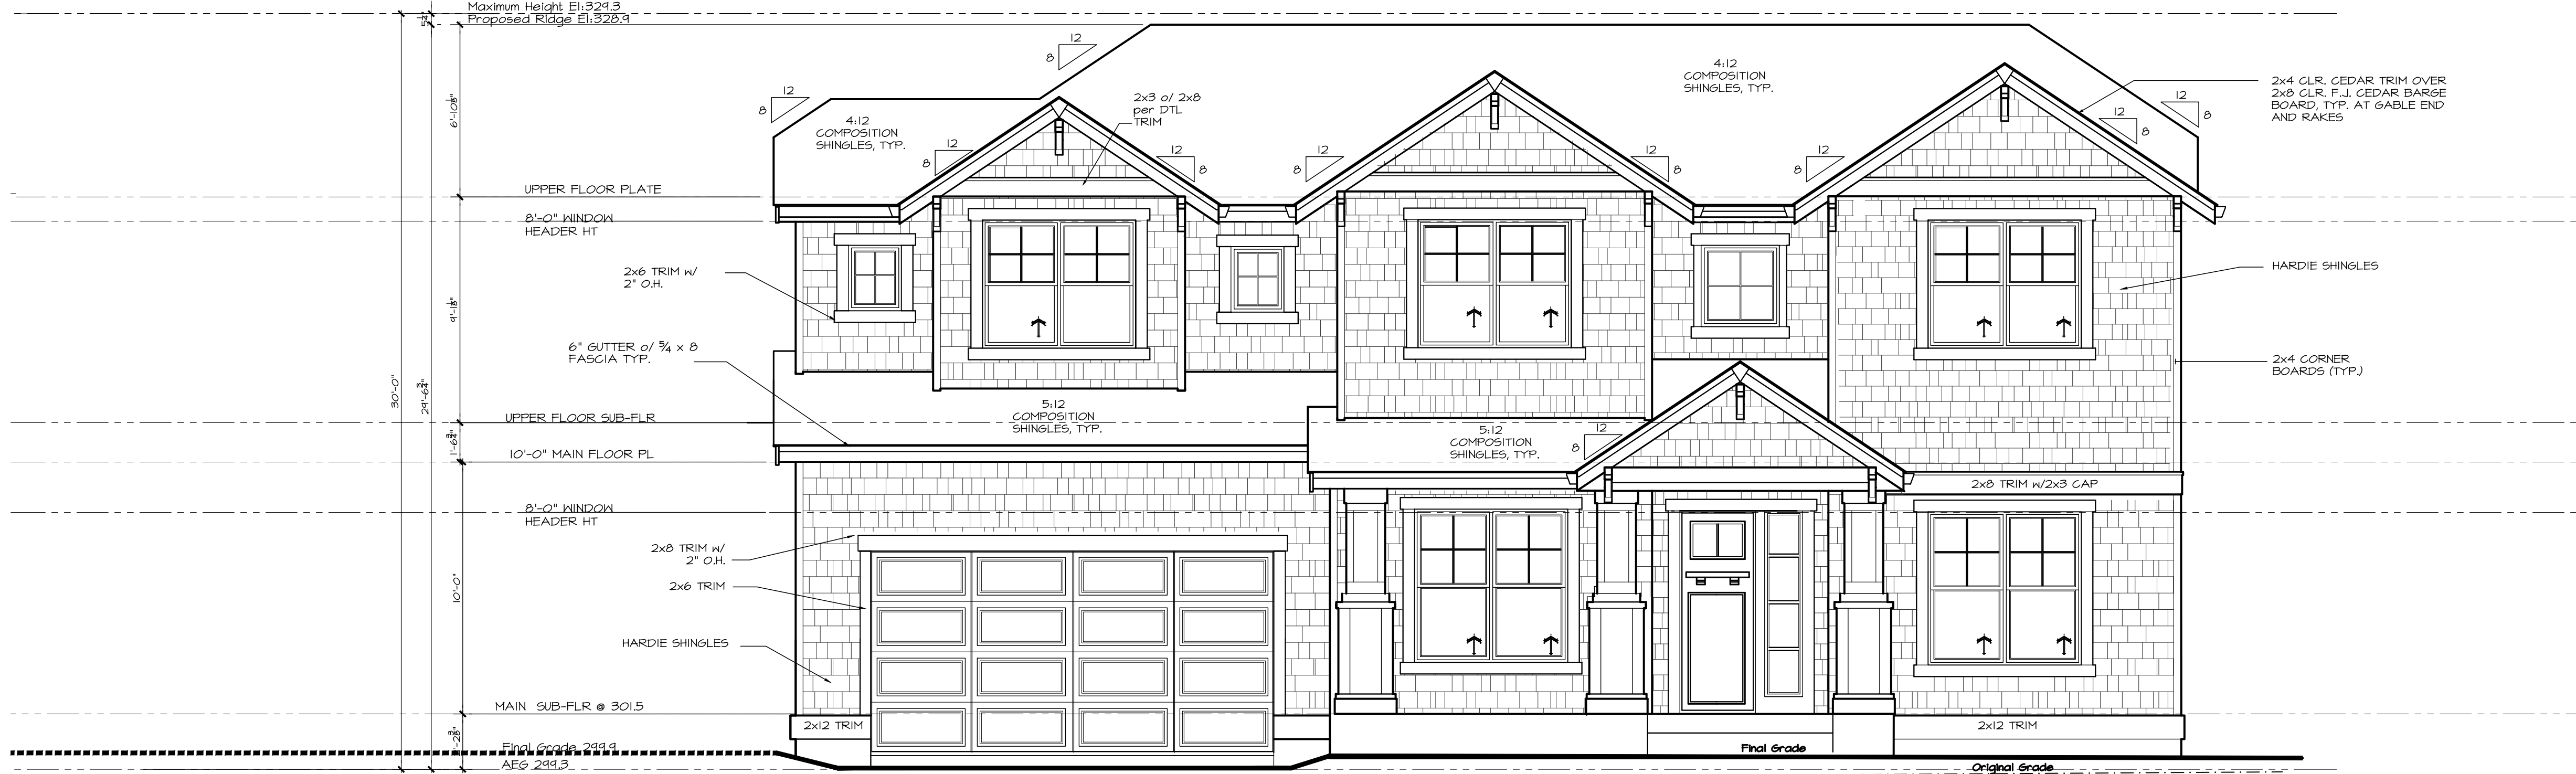 Maximum Height El:329.3
Proposed Ridge El:328.9
12
8
12
8
4:12
COMPOSITION
SHINGLES, TYP.
12
8
2x3 o/ 2x8
per DTL
TRIM
12
8
12
8
12
8
4:12
COMPOSITION
SHINGLES, TYP.
12
8
12
8
12
8
2x4 CLR. CEDAR TRIM OVER
2x8 CLR. F.J. CEDAR BARGE
BOARD, TYP. AT GABLE END
AND RAKES
UPPER FLOOR PLATE
8'-0" WINDOW
HEADER HT
2x6 TRIM w/
2" O.H.
HARDIE SHINGLES
6" GUTTER o/ 5/4 x 8
FASCIA TYP.
2x4 CORNER
BOARDS (TYP.)
30'-0"
UPPER FLOOR SUB-FLR
5:12
COMPOSITION
SHINGLES, TYP.
5:12
COMPOSITION
SHINGLES, TYP.
12
8
10'-0" MAIN FLOOR PL
2x8 TRIM w/2x3 CAP
8'-0" WINDOW
HEADER HT
2x8 TRIM w/
2" O.H.
2x6 TRIM
10'-0"
HARDIE SHINGLES
MAIN SUB-FLR @ 301.5
2x12 TRIM
2x12 TRIM
Final Grade 299.9
Final Grade
AEG 299.3
Original Grade